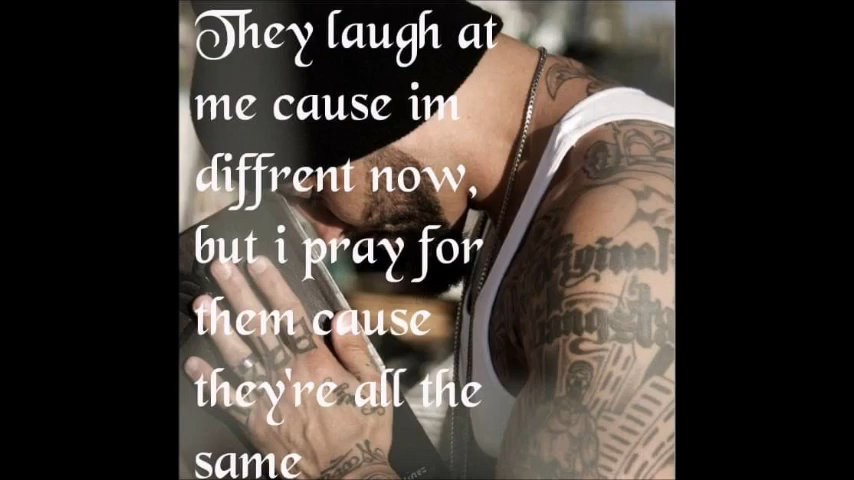 They laugh at
me cause im
diffrent now,
but i pray for
them cause
they're all the
same